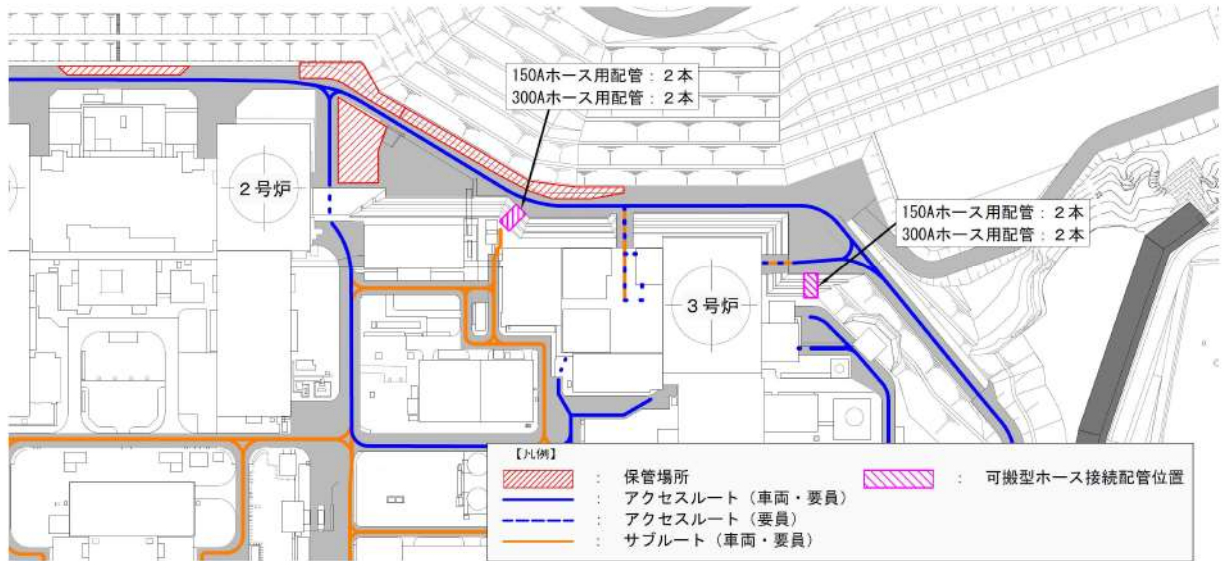 150Aホース用配管：２本
300Aホース用配管：２本
２号炉
150Aホース用配管：２本
300Aホース用配管：２本
３号炉
【凡例】
： 保管場所
： 可搬型ホース接続配管位置
： アクセスルート（車両・要員）
： アクセスルート（要員）
： サブルート（車両・要員）